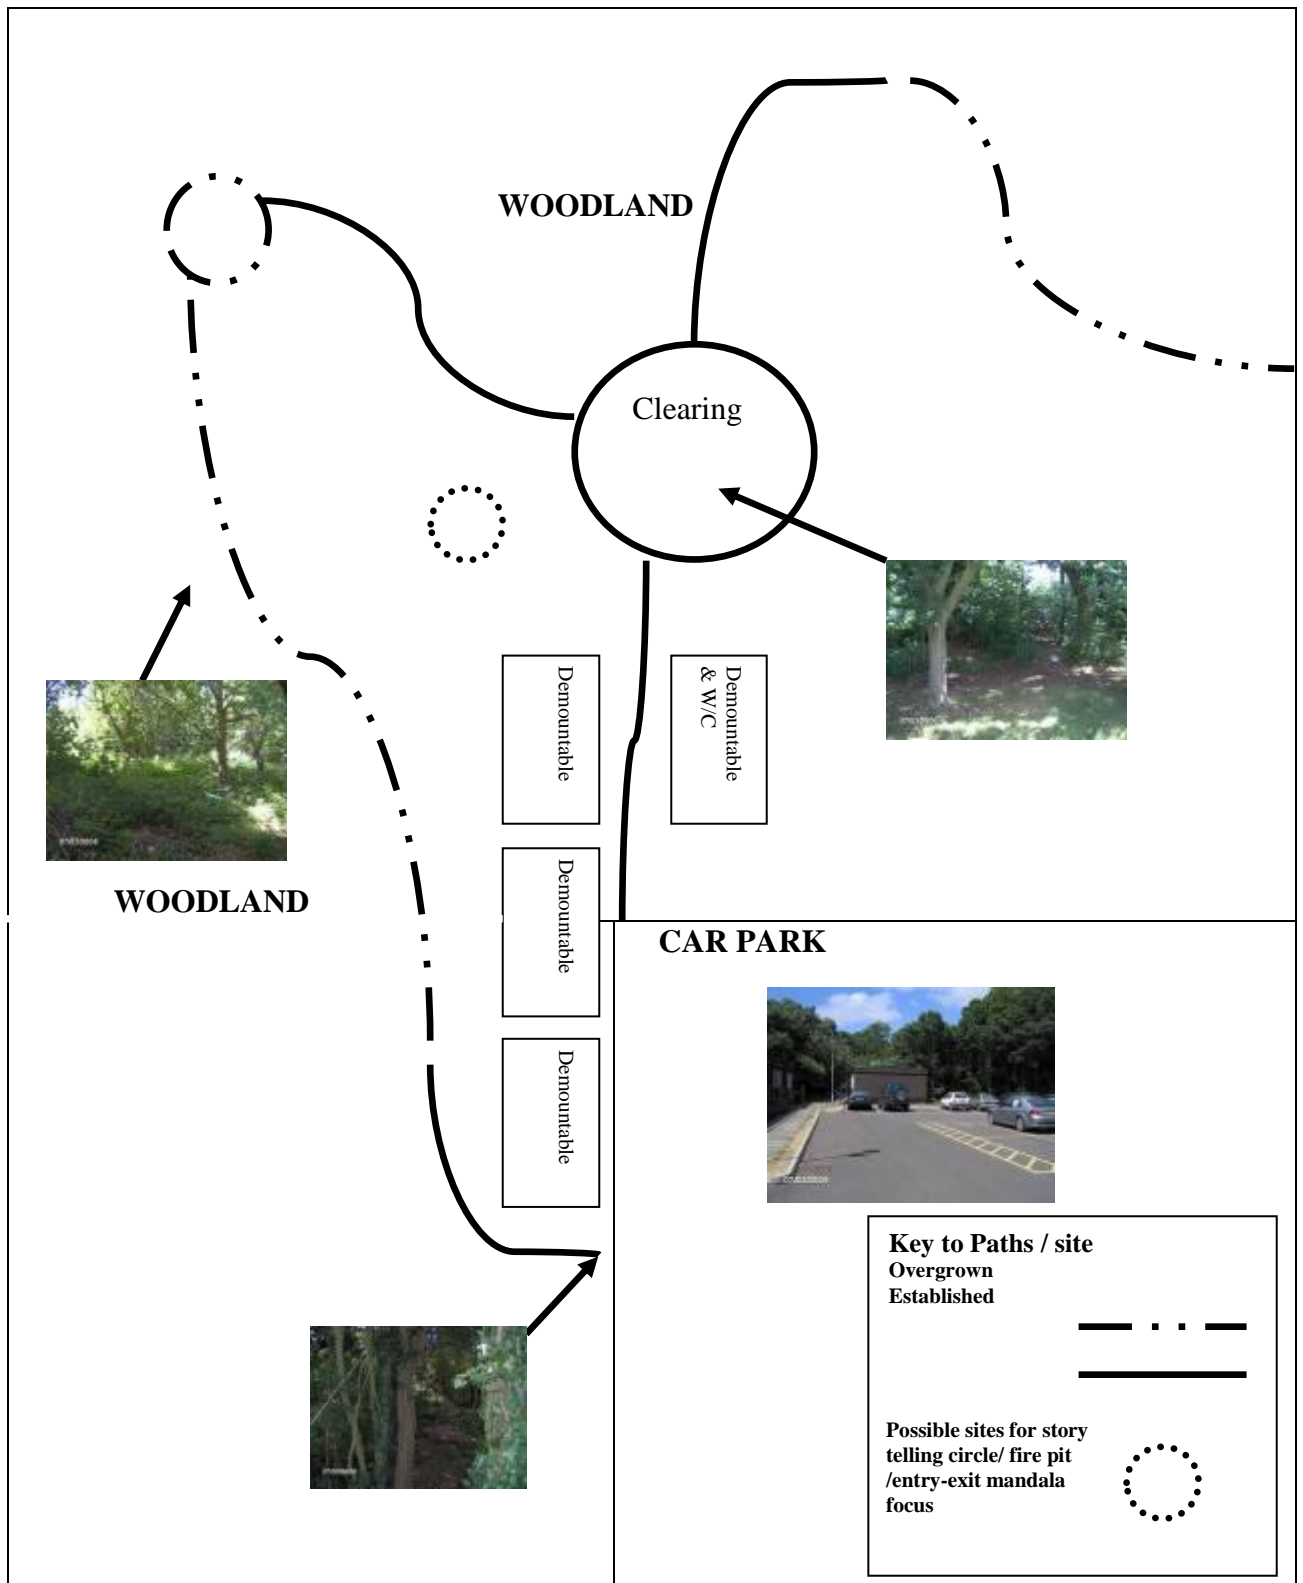 WOODLAND
Clearing
Demountable
Demountable
& W/C
WOODLAND
Demountable
CAR PARK
Demountable
Key to Paths / site
Overgrown
Established
Possible sites for story
telling circle/ fire pit
/entry-exit mandala
focus